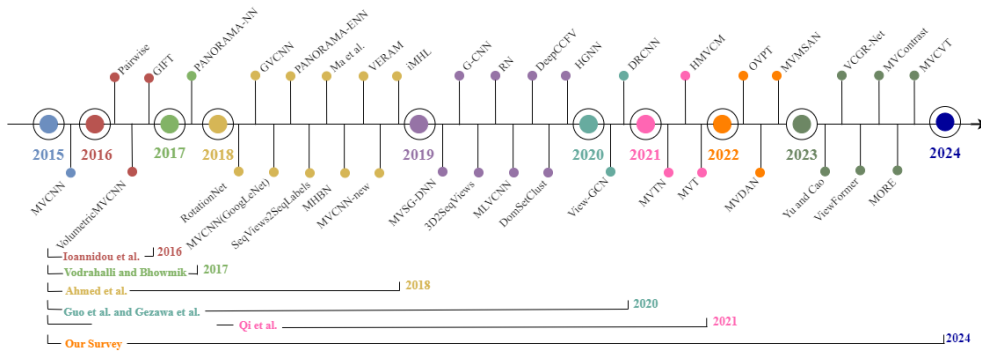 Pairwise
GIFT
PANORAMA-NN
GVCNN
PANORAMA-ENN
Ma et al.
VERAM
iMHL
G-CNN
RN
DeepCCTV
HGNN
DRCNN
HMVCM
OVPT
MVMSAN
VCGR-Net
MVContrast
MVCVT
2015
2016
2017
2018
2019
2020
2021
2022
2023
2024
MVCNN
VolumetricMVCNN
RotationNet
MVCNN(GoogLeNet)
SeqViews2SeqLabels
MHBN
MVCNN-new
MVSG-DNN
3D2SeqViews
MLVCNN
DomSetClust
View-GCN
MVTN
MVT
MVDAN
Yu and Cao
ViewFormer
MORE
Ioannidou et al. 2016
Vodrahalli and Bhowmik 2017
Ahmed et al. 2018
Guo et al. and Gezawa et al. 2020
Qi et al. 2021
Our Survey 2024